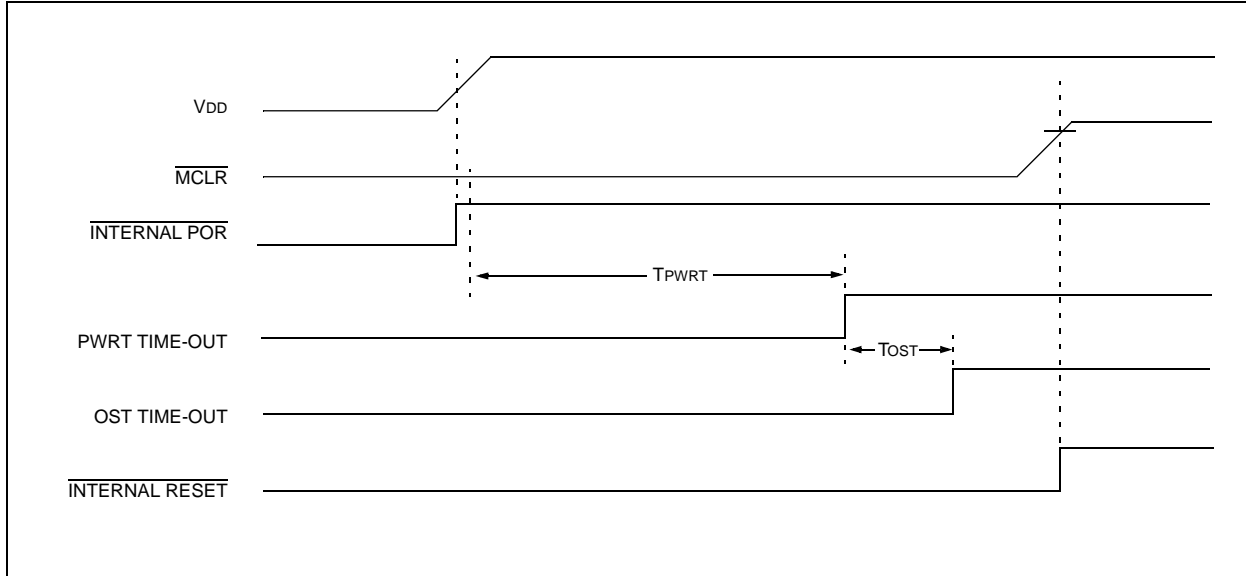 VDD
MCLR
INTERNAL POR
TPWRT
PWRT TIME-OUT
TOST
OST TIME-OUT
INTERNAL RESET